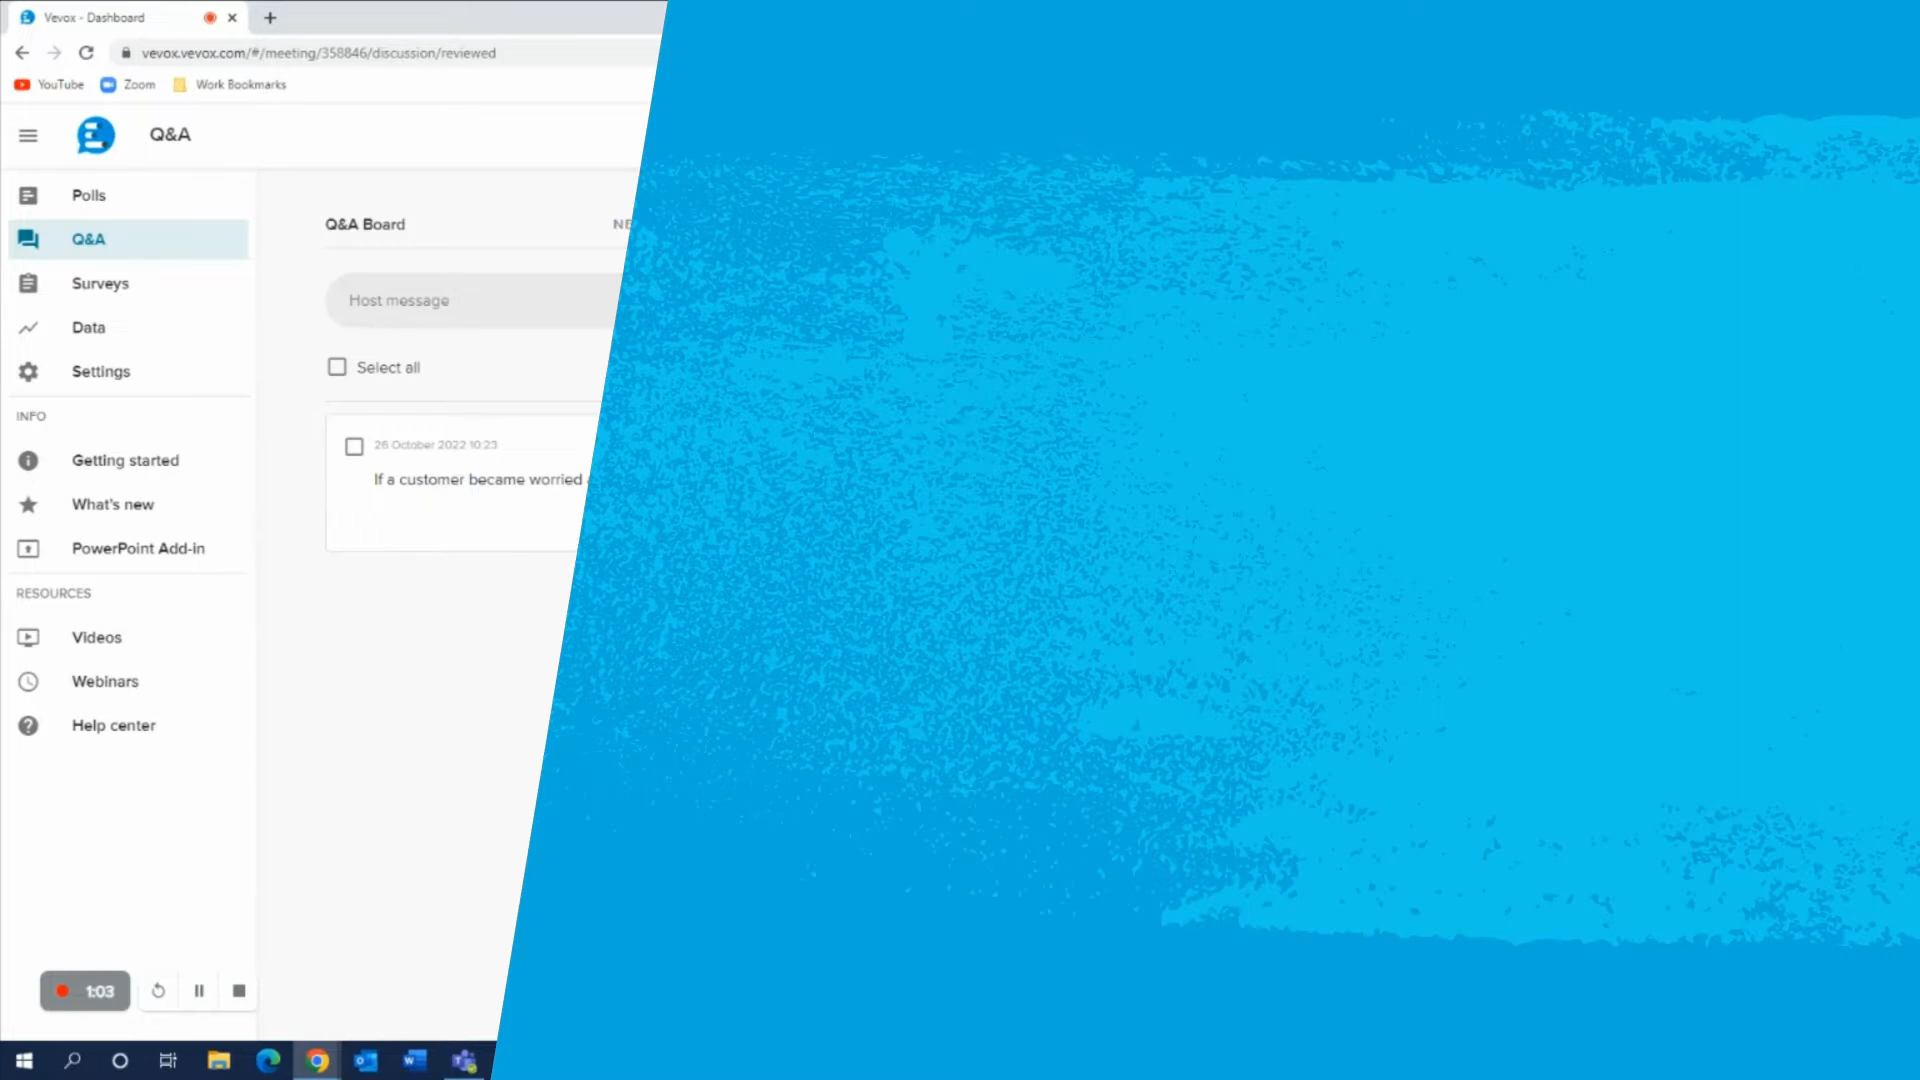 Vevox - Dashboard
vevox.vevox.com/#/meeting/358846/discussion/reviewed
YouTube
Zoom
Work Bookmarks
Q&A
Polls
Q&A
Surveys
Data
Settings
INFO
Getting started
What's new
PowerPoint Add-in
RESOURCES
Videos
Webinars
Help center
Q&A Board
NE
Host message
Select all
26 October 2022 10:23
If a customer became worried
1:03